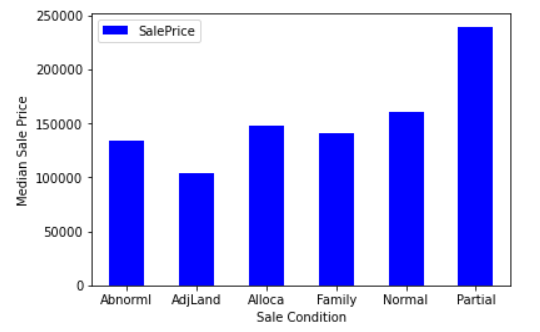 250000
200000
150000
100000
50000
0
Median Sale Price
SalePrice
Abnorml AdjLand Alloca Family Normal Partial
Sale Condition